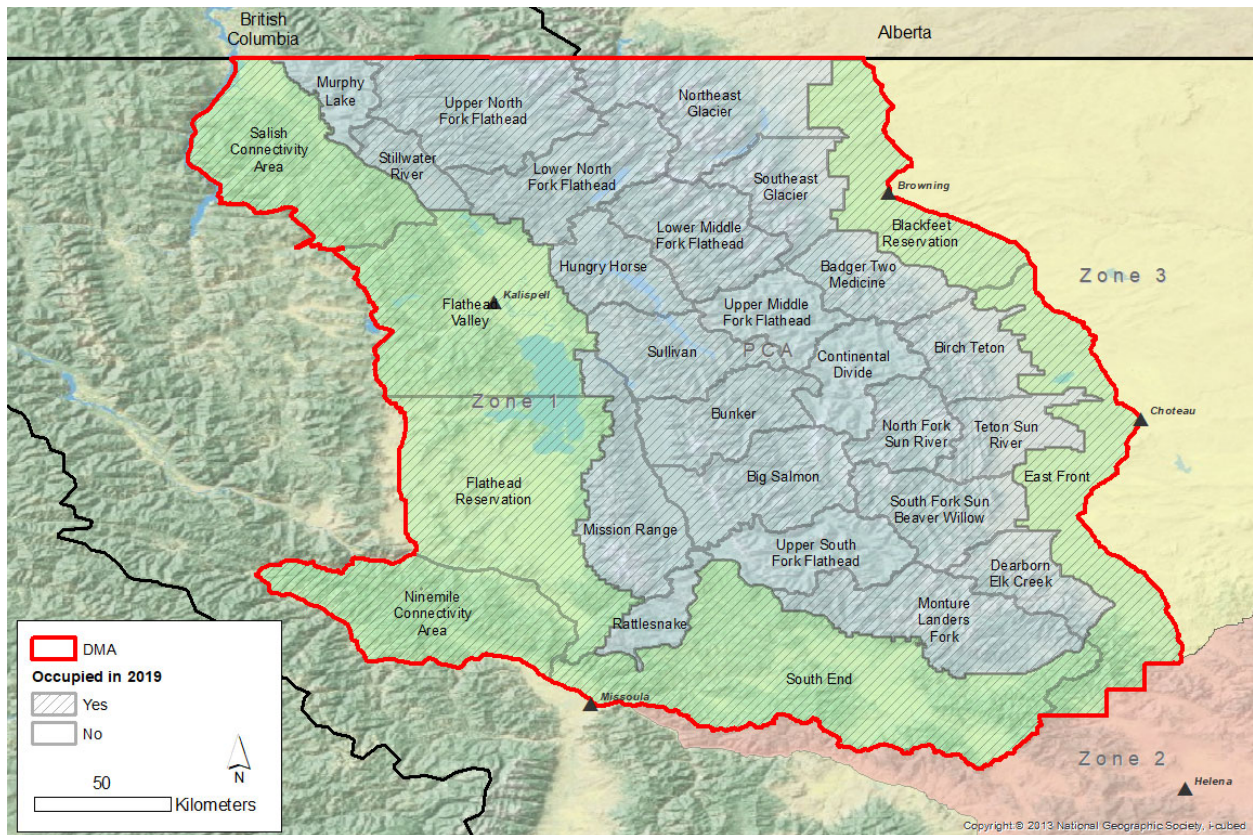 British
Columbia
Alberta
Murphy
Lake
Upper North
Fork Flathead
Northeast
Glacier
Salish
Connectivity
Area
Stillwater
River
Lower North
Fork Flathead
Southeast
Glacier
Browning
Lower Middle
Fork Flathead
Blackfeet
Reservation
Hungry Horse
Badger Two
Medicine
Zone 3
Kalispell
Flathead
Valley
Upper Middle
Fork Flathead
Sullivan
PCA
Continental
Divide
Birch Teton
Zone 1
Bunker
North Fork
Sun River
Teton Sun
River
Choteau
Flathead
Reservation
Big Salmon
East Front
Mission Range
South Fork Sun
Beaver Willow
Upper South
Fork Flathead
Dearborn
Elk Creek
Ninemile
Connectivity
Area
Rattlesnake
Monture
Landers
Fork
South End
Missoula
Zone 2
Helena
DMA
Occupied in 2019
Yes
No
N
50
Kilometers
Copyright:© 2013 National Geographic Society, i-cubed